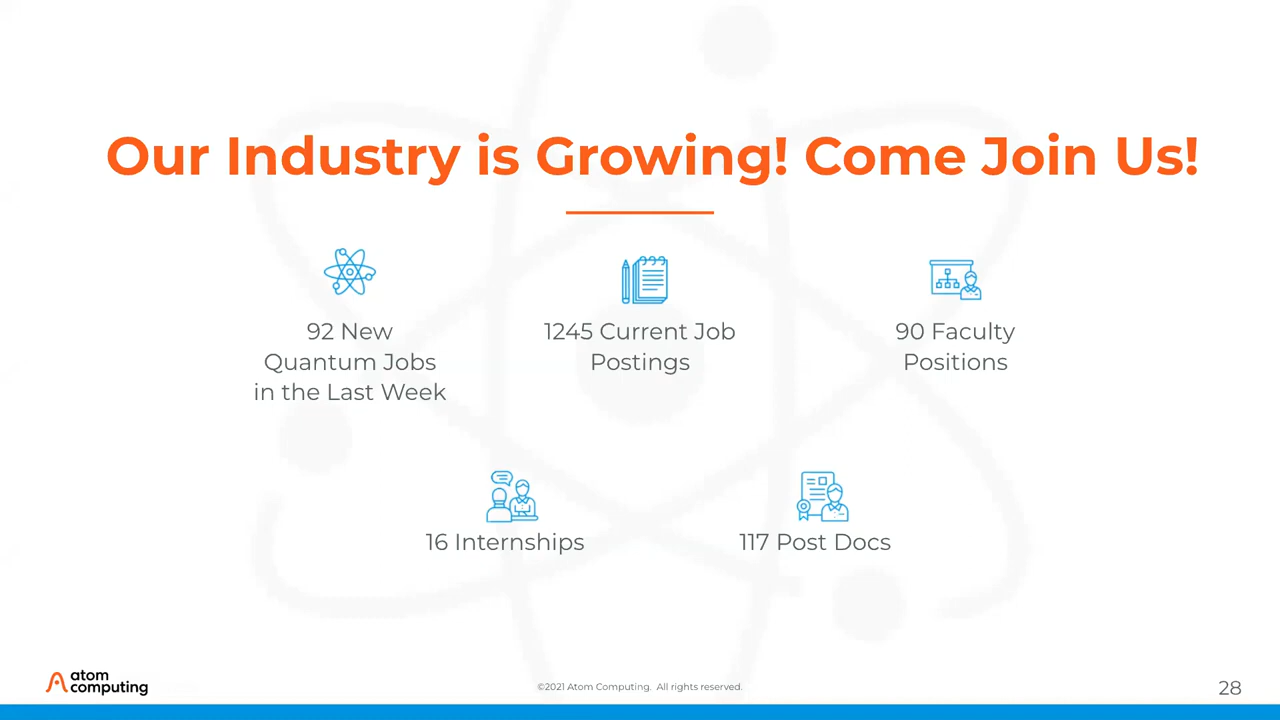 Our Industry is Growing! Come Join Us!
92 New
Quantum Jobs
in the Last Week
1245 Current Job
Postings
90 Faculty
Positions
16 Internships
117 Post Docs
atom
computing
©2021 Atom Computing. All rights reserved.
28